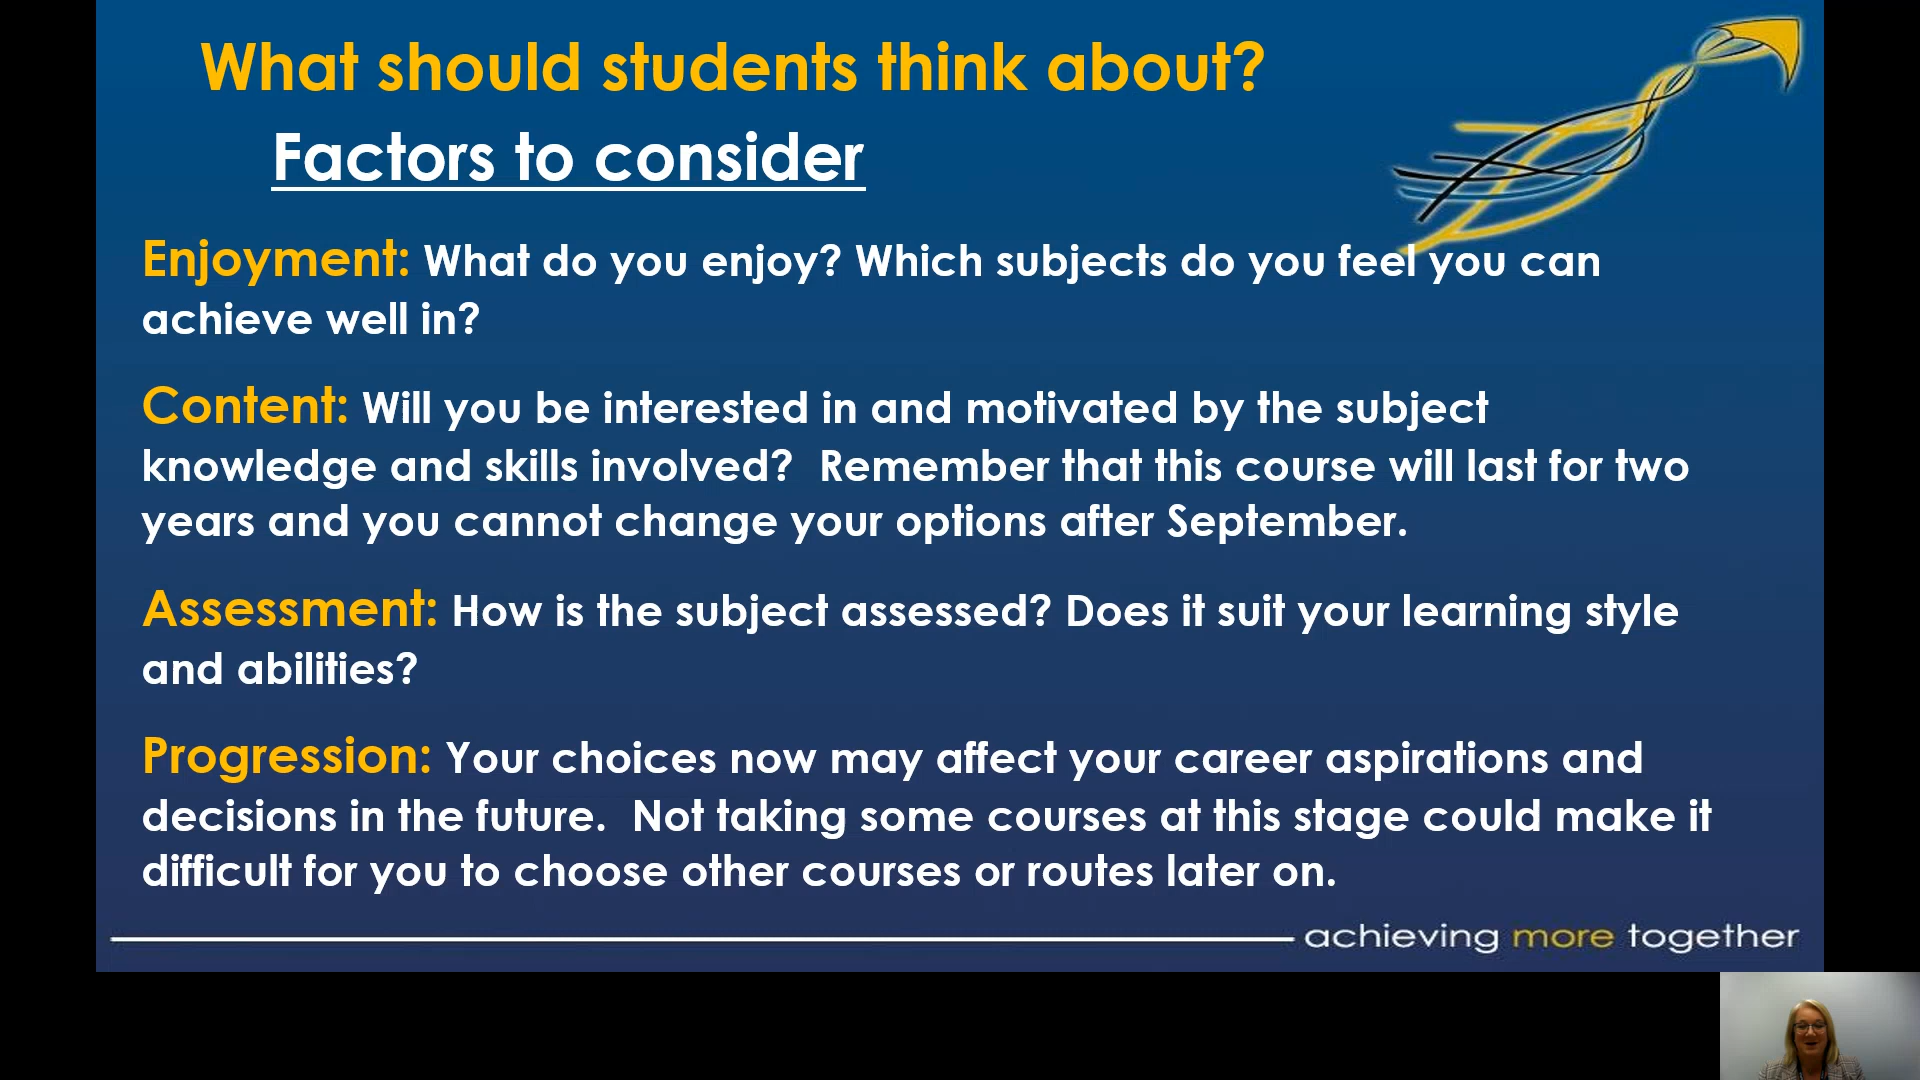 What should students think about?
Factors to consider
Enjoyment: What do you enjoy? Which subjects do you feel you can
achieve well in?
Content: Will you be interested in and motivated by the subject
knowledge and skills involved?  Remember that this course will last for two
years and you cannot change your options after September.
Assessment: How is the subject assessed? Does it suit your learning style
and abilities?
Progression: Your choices now may affect your career aspirations and
decisions in the future.  Not taking some courses at this stage could make it
difficult for you to choose other courses or routes later on.
achieving more together